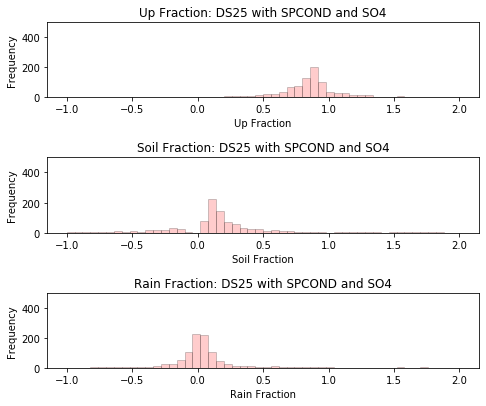 Up Fraction: DS25 with SPCOND and SO4
400
200
0
Frequency
−1.0 −0.5 0.0 0.5 1.0 1.5 2.0
Up Fraction
Soil Fraction: DS25 with SPCOND and SO4
400
200
0
Frequency
−1.0 −0.5 0.0 0.5 1.0 1.5 2.0
Soil Fraction
Rain Fraction: DS25 with SPCOND and SO4
400
200
0
Frequency
−1.0 −0.5 0.0 0.5 1.0 1.5 2.0
Rain Fraction